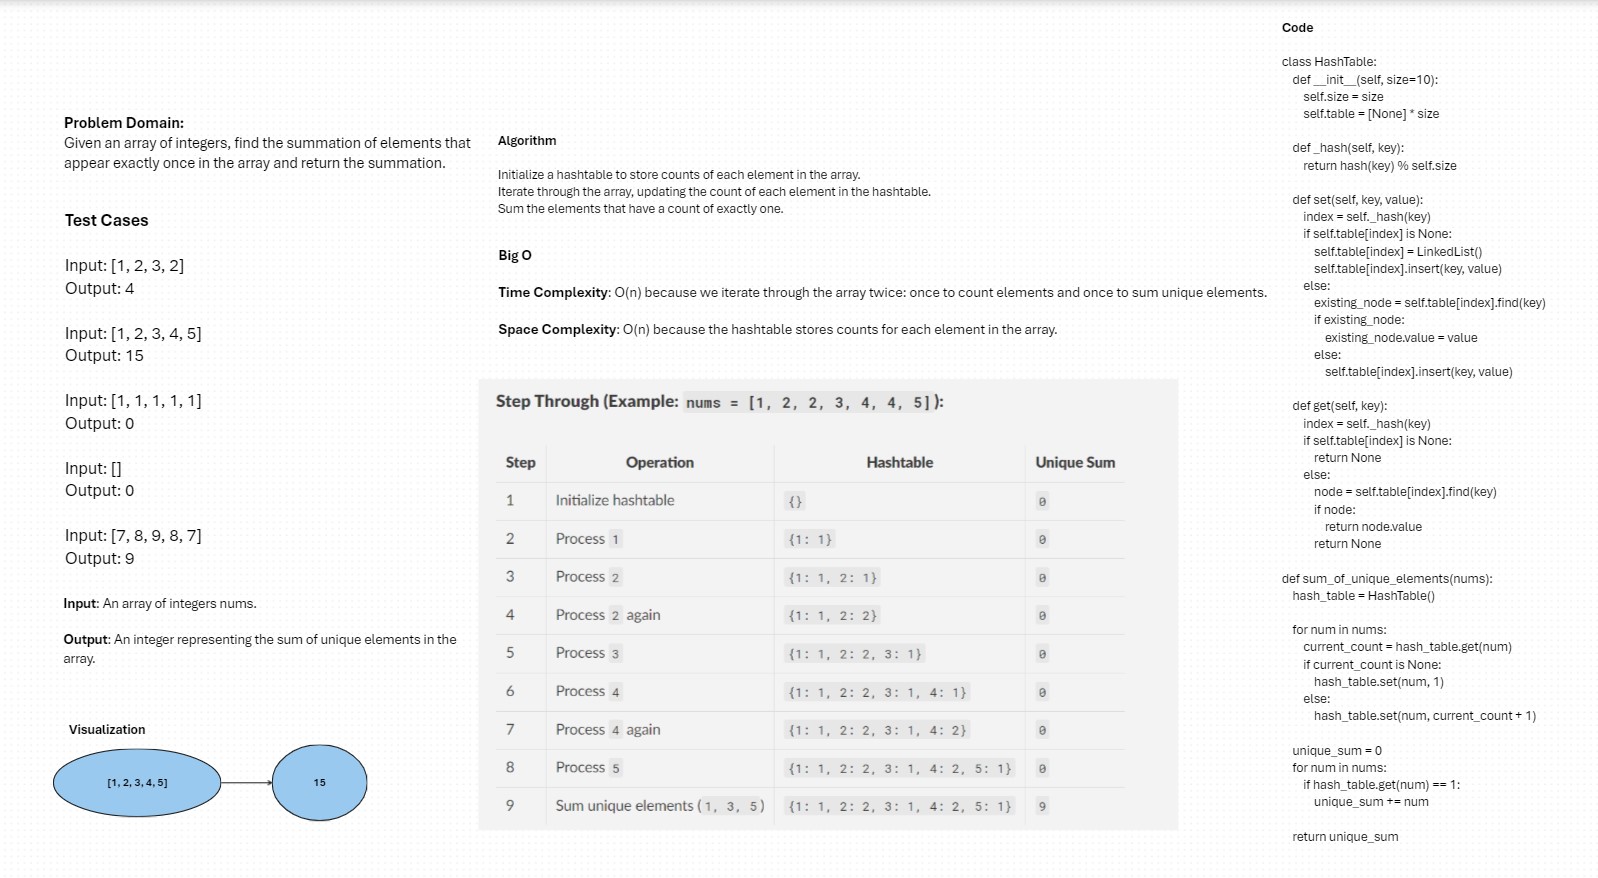 Problem Domain:
Given an array of integers, find the summation of elements that
appear exactly once in the array and return the summation.
Test Cases
Input: [1, 2, 3, 2]
Output: 4
Input: [1, 2, 3, 4, 5]
Output: 15
Input: [1, 1, 1, 1, 1]
Output: 0
Input: []
Output: 0
Input: [7, 8, 9, 8, 7]
Output: 9
Input: An array of integers nums.
Output: An integer representing the sum of unique elements in the
array.
Visualization
[1, 2, 3, 4, 5]
15
Algorithm
Initialize a hashtable to store counts of each element in the array.
Iterate through the array, updating the count of each element in the hashtable.
Sum the elements that have a count of exactly one.
Big O
Time Complexity: O(n) because we iterate through the array twice: once to count elements and once to sum unique elements.
Space Complexity: O(n) because the hashtable stores counts for each element in the array.
Step Through (Example: nums = [1, 2, 2, 3, 4, 4, 5]):
Step Operation Hashtable Unique Sum
1 Initialize hashtable {} 0
2 Process 1 {1: 1} 0
3 Process 2 {1: 1, 2: 1} 0
4 Process 2 again {1: 1, 2: 2} 0
5 Process 3 {1: 1, 2: 2, 3: 1} 0
6 Process 4 {1: 1, 2: 2, 3: 1, 4: 1} 0
7 Process 4 again {1: 1, 2: 2, 3: 1, 4: 2} 0
8 Process 5 {1: 1, 2: 2, 3: 1, 4: 2, 5: 1} 0
9 Sum unique elements (1, 3, 5) {1: 1, 2: 2, 3: 1, 4: 2, 5: 1} 9
Code
class HashTable:
def __init__(self, size=10):
self.size = size
self.table = [None] * size
def _hash(self, key):
return hash(key) % self.size
def set(self, key, value):
index = self._hash(key)
if self.table[index] is None:
self.table[index] = LinkedList()
self.table[index].insert(key, value)
else:
existing_node = self.table[index].find(key)
if existing_node:
existing_node.value = value
else:
self.table[index].insert(key, value)
def get(self, key):
index = self._hash(key)
if self.table[index] is None:
return None
else:
node = self.table[index].find(key)
if node:
return node.value
return None
def sum_of_unique_elements(nums):
hash_table = HashTable()
for num in nums:
current_count = hash_table.get(num)
if current_count is None:
hash_table.set(num, 1)
else:
hash_table.set(num, current_count + 1)
unique_sum = 0
for num in nums:
if hash_table.get(num) == 1:
unique_sum += num
return unique_sum